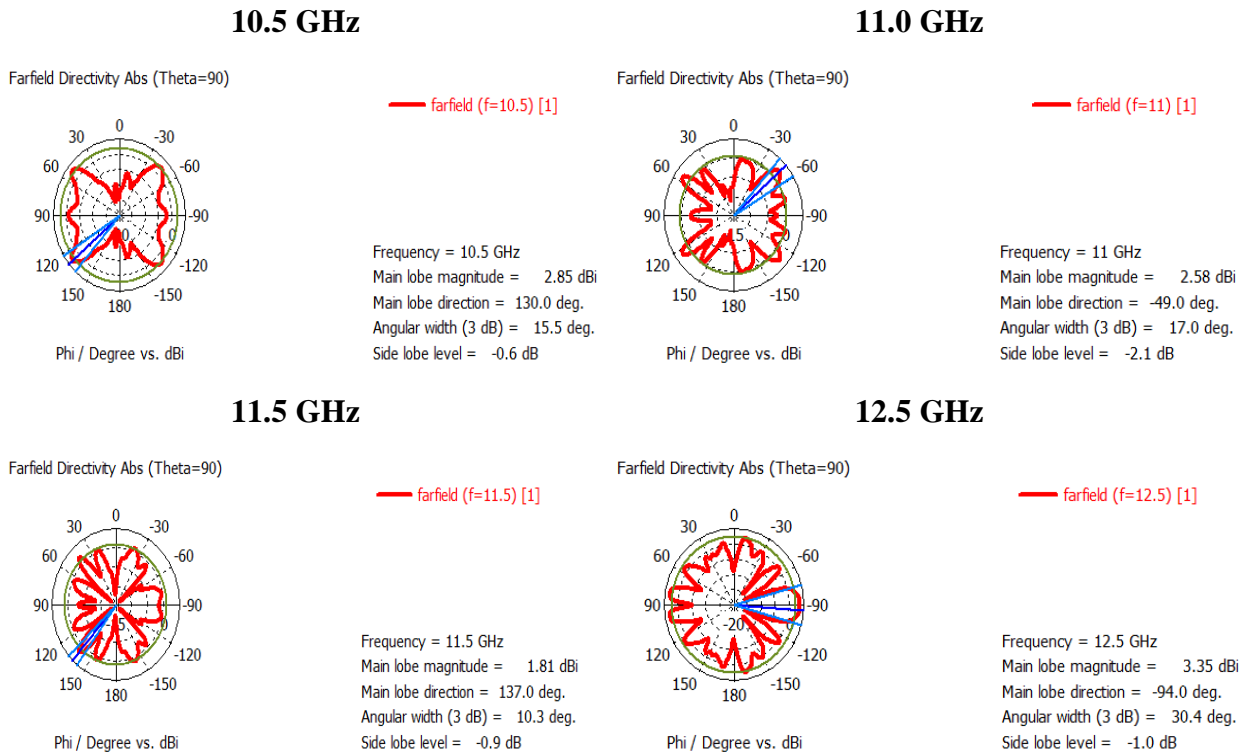 10.5 GHz
Farfield Directivity Abs (Theta=90)
farfield (f=10.5) [1]
0
30 -30
60 -60
90 -90
120 -120
150 -150
180
Frequency = 10.5 GHz
Main lobe magnitude = 2.85 dBi
Main lobe direction = 130.0 deg.
Angular width (3 dB) = 15.5 deg.
Side lobe level = -0.6 dB
Phi / Degree vs. dBi
11.0 GHz
Farfield Directivity Abs (Theta=90)
farfield (f=11) [1]
0
30 -30
60 -60
90 -90
120 -120
150 -150
180
Frequency = 11 GHz
Main lobe magnitude = 2.58 dBi
Main lobe direction = -49.0 deg.
Angular width (3 dB) = 17.0 deg.
Side lobe level = -2.1 dB
Phi / Degree vs. dBi
11.5 GHz
Farfield Directivity Abs (Theta=90)
farfield (f=11.5) [1]
0
30 -30
60 -60
90 -90
120 -120
150 -150
180
Frequency = 11.5 GHz
Main lobe magnitude = 1.81 dBi
Main lobe direction = 137.0 deg.
Angular width (3 dB) = 10.3 deg.
Side lobe level = -0.9 dB
Phi / Degree vs. dBi
12.5 GHz
Farfield Directivity Abs (Theta=90)
farfield (f=12.5) [1]
0
30 -30
60 -60
90 -90
-20
120 -120
150 -150
180
Frequency = 12.5 GHz
Main lobe magnitude = 3.35 dBi
Main lobe direction = -94.0 deg.
Angular width (3 dB) = 30.4 deg.
Side lobe level = -1.0 dB
Phi / Degree vs. dBi